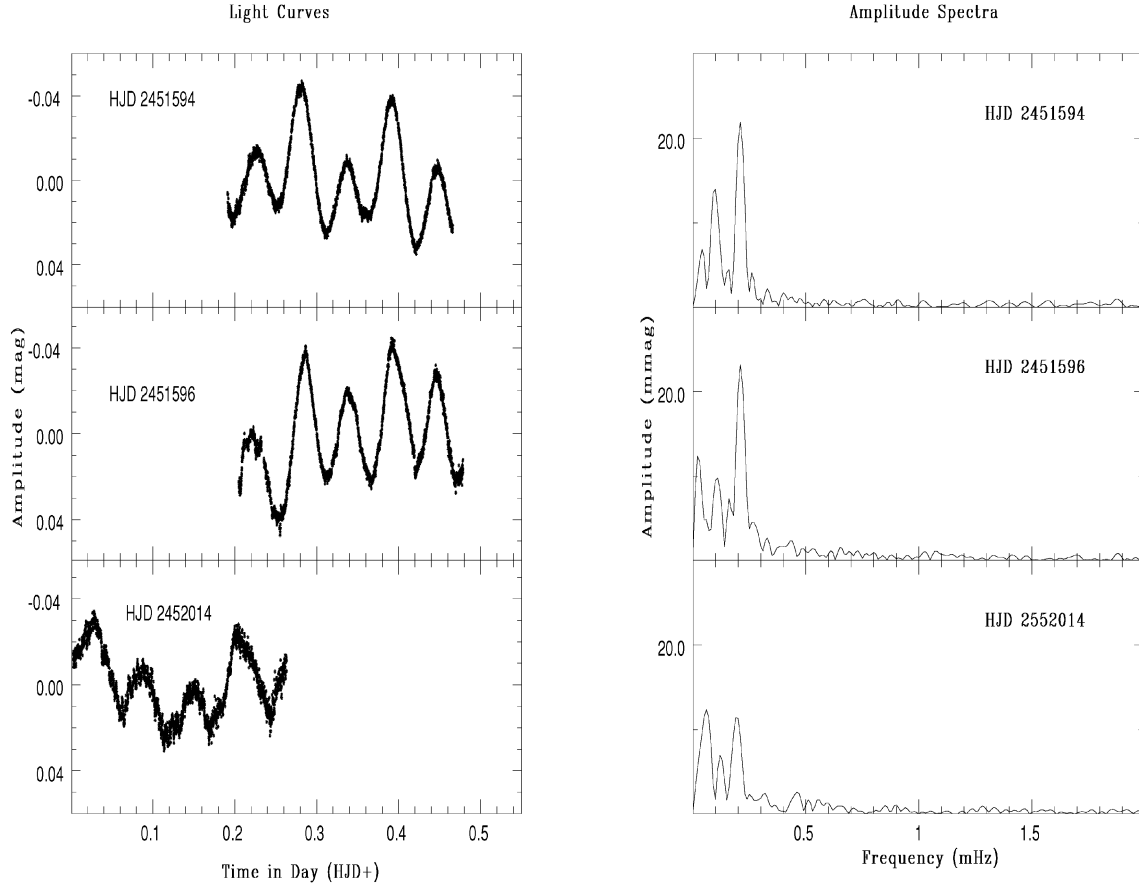 Light Curves
Amplitude Spectra
-0.04
0.00
0.04
HJD 2451594
20.0
HJD 2451594
-0.04
0.00
0.04
HJD 2451596
20.0
HJD 2451596
-0.04
0.00
0.04
HJD 2452014
20.0
HJD 2552014
Amplitude (mag)
Amplitude (mmag)
0.1 0.2 0.3 0.4 0.5
0.5 1 1.5
Time in Day (HJD+)
Frequency (mHz)